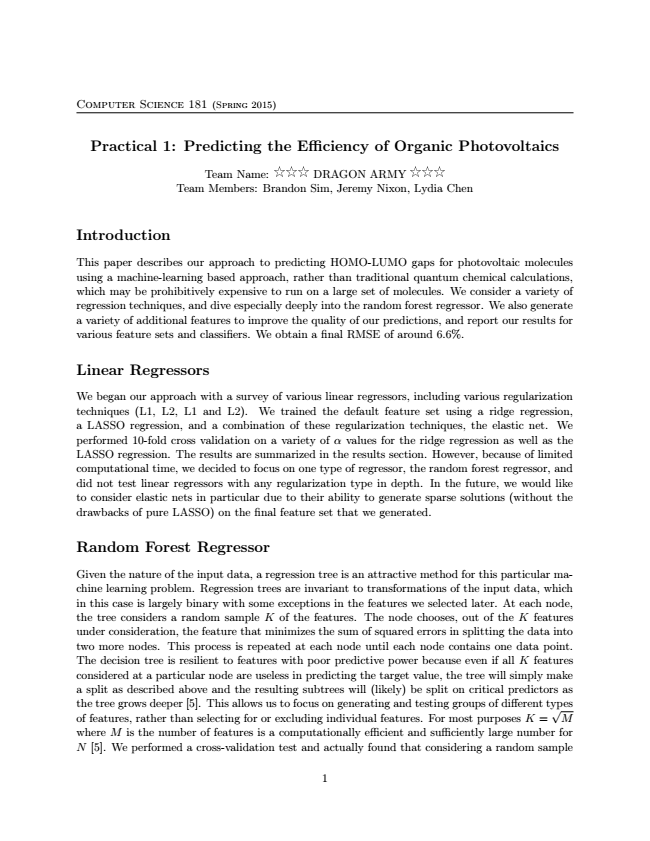 COMPUTER SCIENCE 181 (SPRING 2015)
Practical 1: Predicting the Efficiency of Organic Photovoltaics
Team Name: ☆☆☆ DRAGON ARMY ☆☆☆
Team Members: Brandon Sim, Jeremy Nixon, Lydia Chen
Introduction
This paper describes our approach to predicting HOMO-LUMO gaps for photovoltaic molecules
using a machine-learning based approach, rather than traditional quantum chemical calculations,
which may be prohibitively expensive to run on a large set of molecules. We consider a variety of
regression techniques, and dive especially deeply into the random forest regressor. We also generate
a variety of additional features to improve the quality of our predictions, and report our results for
various feature sets and classifiers. We obtain a final RMSE of around 6.6%.
Linear Regressors
We began our approach with a survey of various linear regressors, including various regularization
techniques (L1, L2, L1 and L2). We trained the default feature set using a ridge regression,
a LASSO regression, and a combination of these regularization techniques, the elastic net. We
performed 10-fold cross validation on a variety of α values for the ridge regression as well as the
LASSO regression. The results are summarized in the results section. However, because of limited
computational time, we decided to focus on one type of regressor, the random forest regressor, and
did not test linear regressors with any regularization type in depth. In the future, we would like
to consider elastic nets in particular due to their ability to generate sparse solutions (without the
drawbacks of pure LASSO) on the final feature set that we generated.
Random Forest Regressor
Given the nature of the input data, a regression tree is an attractive method for this particular ma-
chine learning problem. Regression trees are invariant to transformations of the input data, which
in this case is largely binary with some exceptions in the features we selected later. At each node,
the tree considers a random sample K of the features. The node chooses, out of the K features
under consideration, the feature that minimizes the sum of squared errors in splitting the data into
two more nodes. This process is repeated at each node until each node contains one data point.
The decision tree is resilient to features with poor predictive power because even if all K features
considered at a particular node are useless in predicting the target value, the tree will simply make
a split as described above and the resulting subtrees will (likely) be split on critical predictors as
the tree grows deeper [5]. This allows us to focus on generating and testing groups of different types
of features, rather than selecting for or excluding individual features. For most purposes K = √M
where M is the number of features is a computationally efficient and sufficiently large number for
N [5]. We performed a cross-validation test and actually found that considering a random sample
1